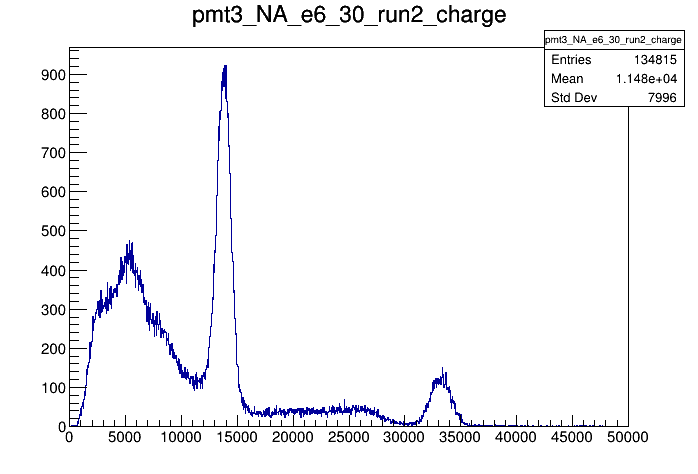 pmt3_NA_e6_30_run2_charge
pmt3_NA_e6_30_run2_charge
Entries 134815
Mean 1.148e+04
Std Dev 7996
900
800
700
600
500
400
300
200
100
0
0 5000 10000 15000 20000 25000 30000 35000 40000 45000 50000